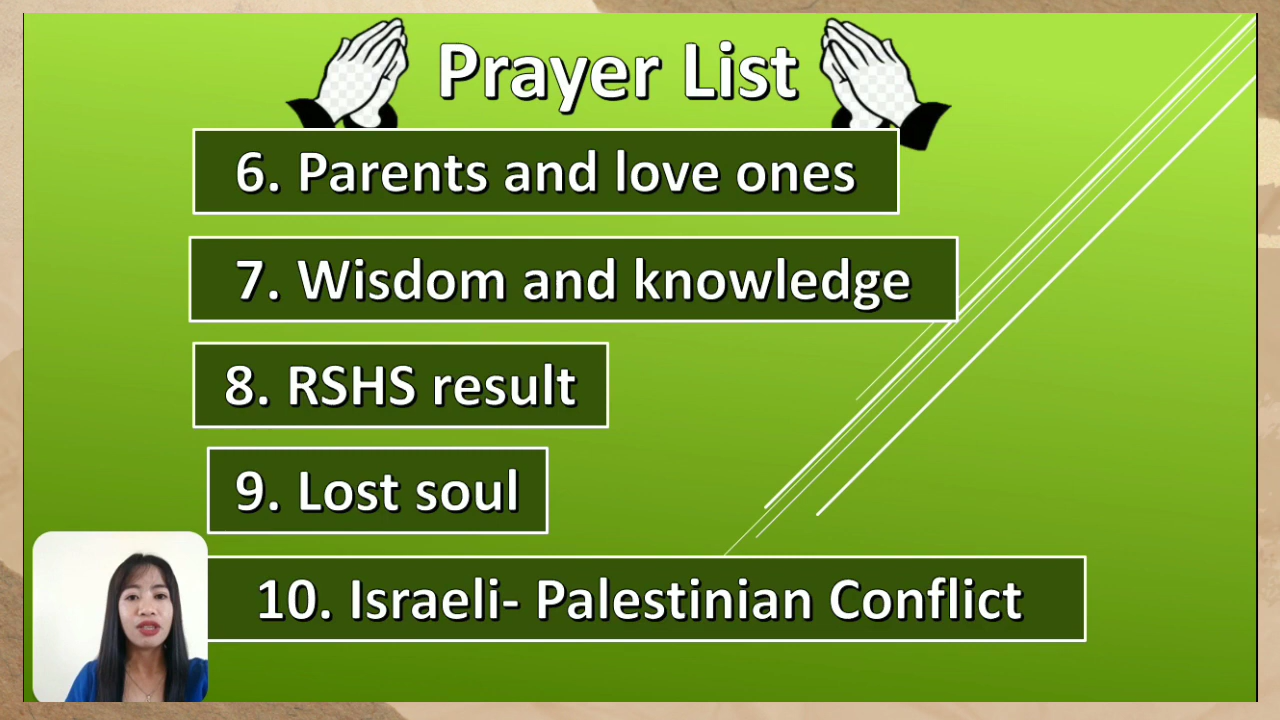 Prayer List
6. Parents and love ones
7. Wisdom and knowledge
8. RSHS result
9. Lost soul
10. Israeli- Palestinian Conflict